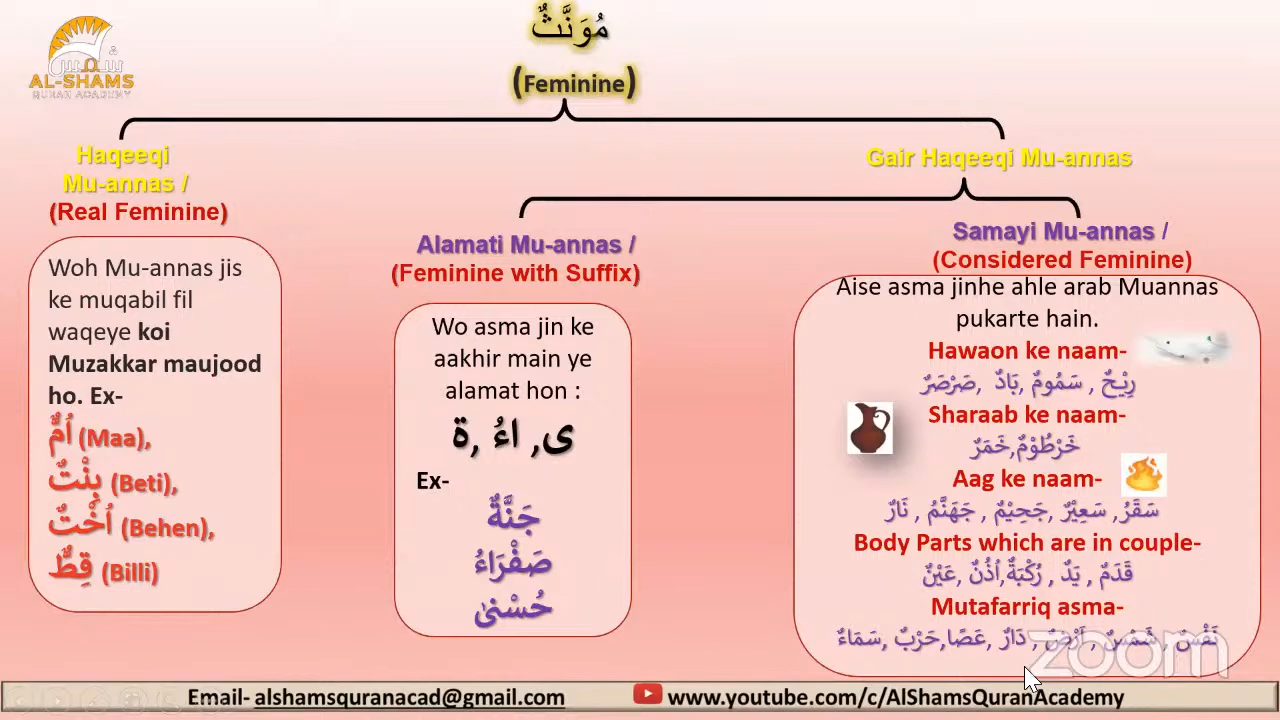 شمس
AL-SHAMS
QURAN ACADEMY
مُوَنَّثٌ
(Feminine)
Haqeeqi
Mu-annas /
(Real Feminine)
Woh Mu-annas jis
ke muqabil fil
waqeye koi
Muzakkar maujood
ho. Ex-
اُمٌّ (Maa),
بِنْتٌ (Beti),
اُخْتٌ (Behen),
قِطٌّ (Billi)
Gair Haqeeqi Mu-annas
Alamati Mu-annas /
(Feminine with Suffix)
Wo asma jin ke
aakhir main ye
alamat hon :
ى, اءُ ,ة
Ex-
جَنَّةٌ
صَفْرَاءُ
حُسْنىٰ
Samayi Mu-annas /
(Considered Feminine)
Aise asma jinhe ahle arab Muannas
pukarte hain.
Hawaon ke naam-
رِيْحٌ , سَمُومٌ ,بَادٌ ,صَرْصَرٌ
Sharaab ke naam-
خَرْطُوْمٌ,خَمَرٌ
Aag ke naam-
سَقَرُ, سَعِيْرٌ ,جَحِيْمٌ , جَهَنَّمُ , نَارٌ
Body Parts which are in couple-
قَدَمٌ , يَدٌ , رُكْبَةٌ,اُذُنٌ ,عَيْنٌ
Mutafarriq asma-
نَفْسٌ , شَمْسٌ , اَرْضٌ , دَارٌ ,عَصًا,حَرْبٌ ,سَمَاءٌ
zoom
Email- alshamsquranacad@gmail.com
www.youtube.com/c/AlShamsQuranAcademy